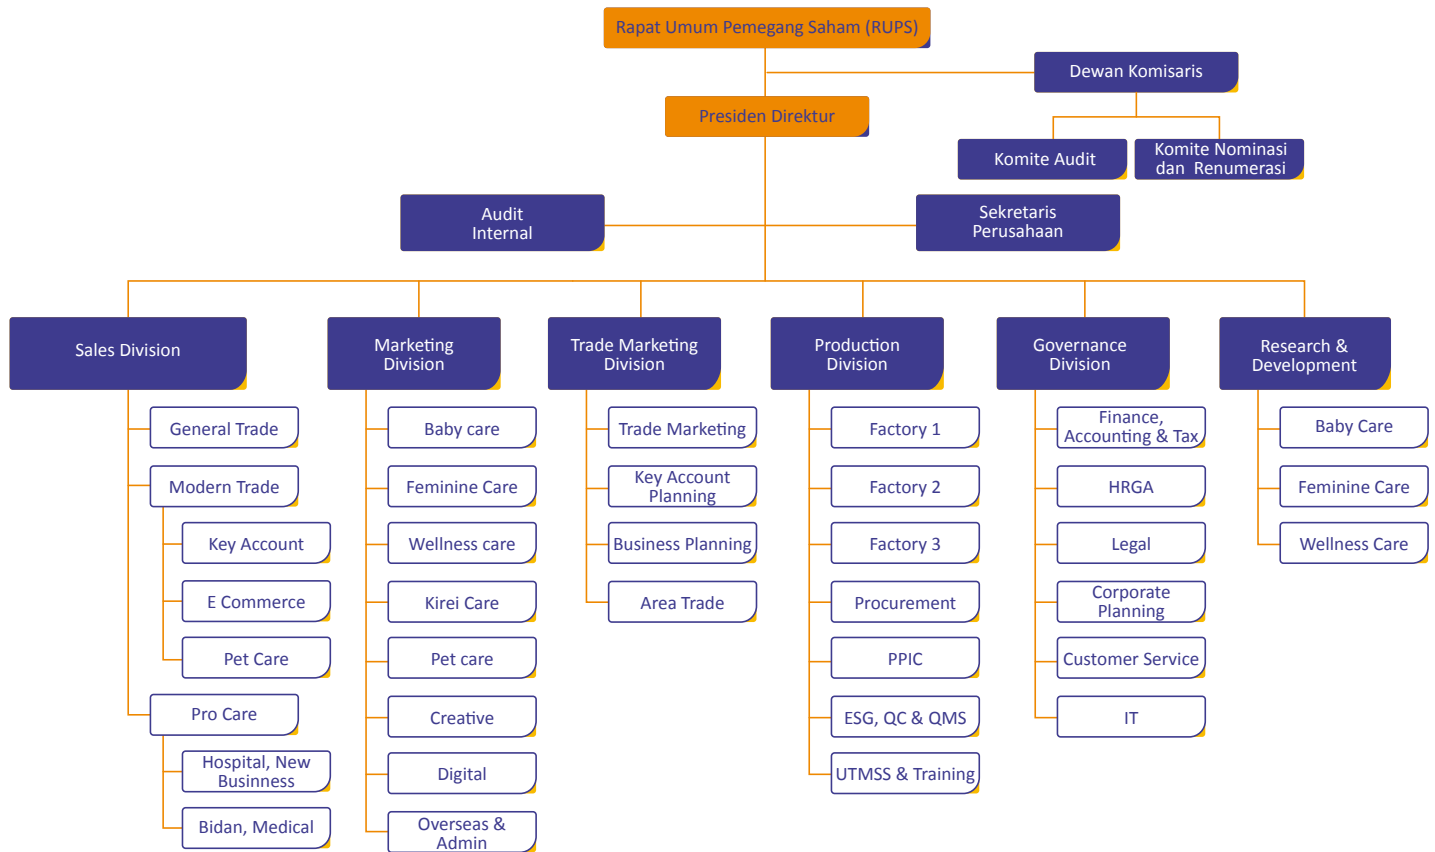 Rapat Umum Pemegang Saham (RUPS)
Dewan Komisaris
Presiden Direktur
Komite Audit
Komite Nominasi
dan Renumerasi
Audit
Internal
Sekretaris
Perusahaan
Sales Division
General Trade
Modern Trade
Key Account
E Commerce
Pet Care
Pro Care
Hospital, New
Businness
Bidan, Medical
Marketing
Division
Baby care
Feminine Care
Wellness care
Kirei Care
Pet care
Creative
Digital
Overseas &
Admin
Trade Marketing
Division
Trade Marketing
Key Account
Planning
Business Planning
Area Trade
Production
Division
Factory 1
Factory 2
Factory 3
Procurement
PPIC
ESG, QC & QMS
UTMSS & Training
Governance
Division
Finance,
Accounting & Tax
HRGA
Legal
Corporate
Planning
Customer Service
IT
Research &
Development
Baby Care
Feminine Care
Wellness Care